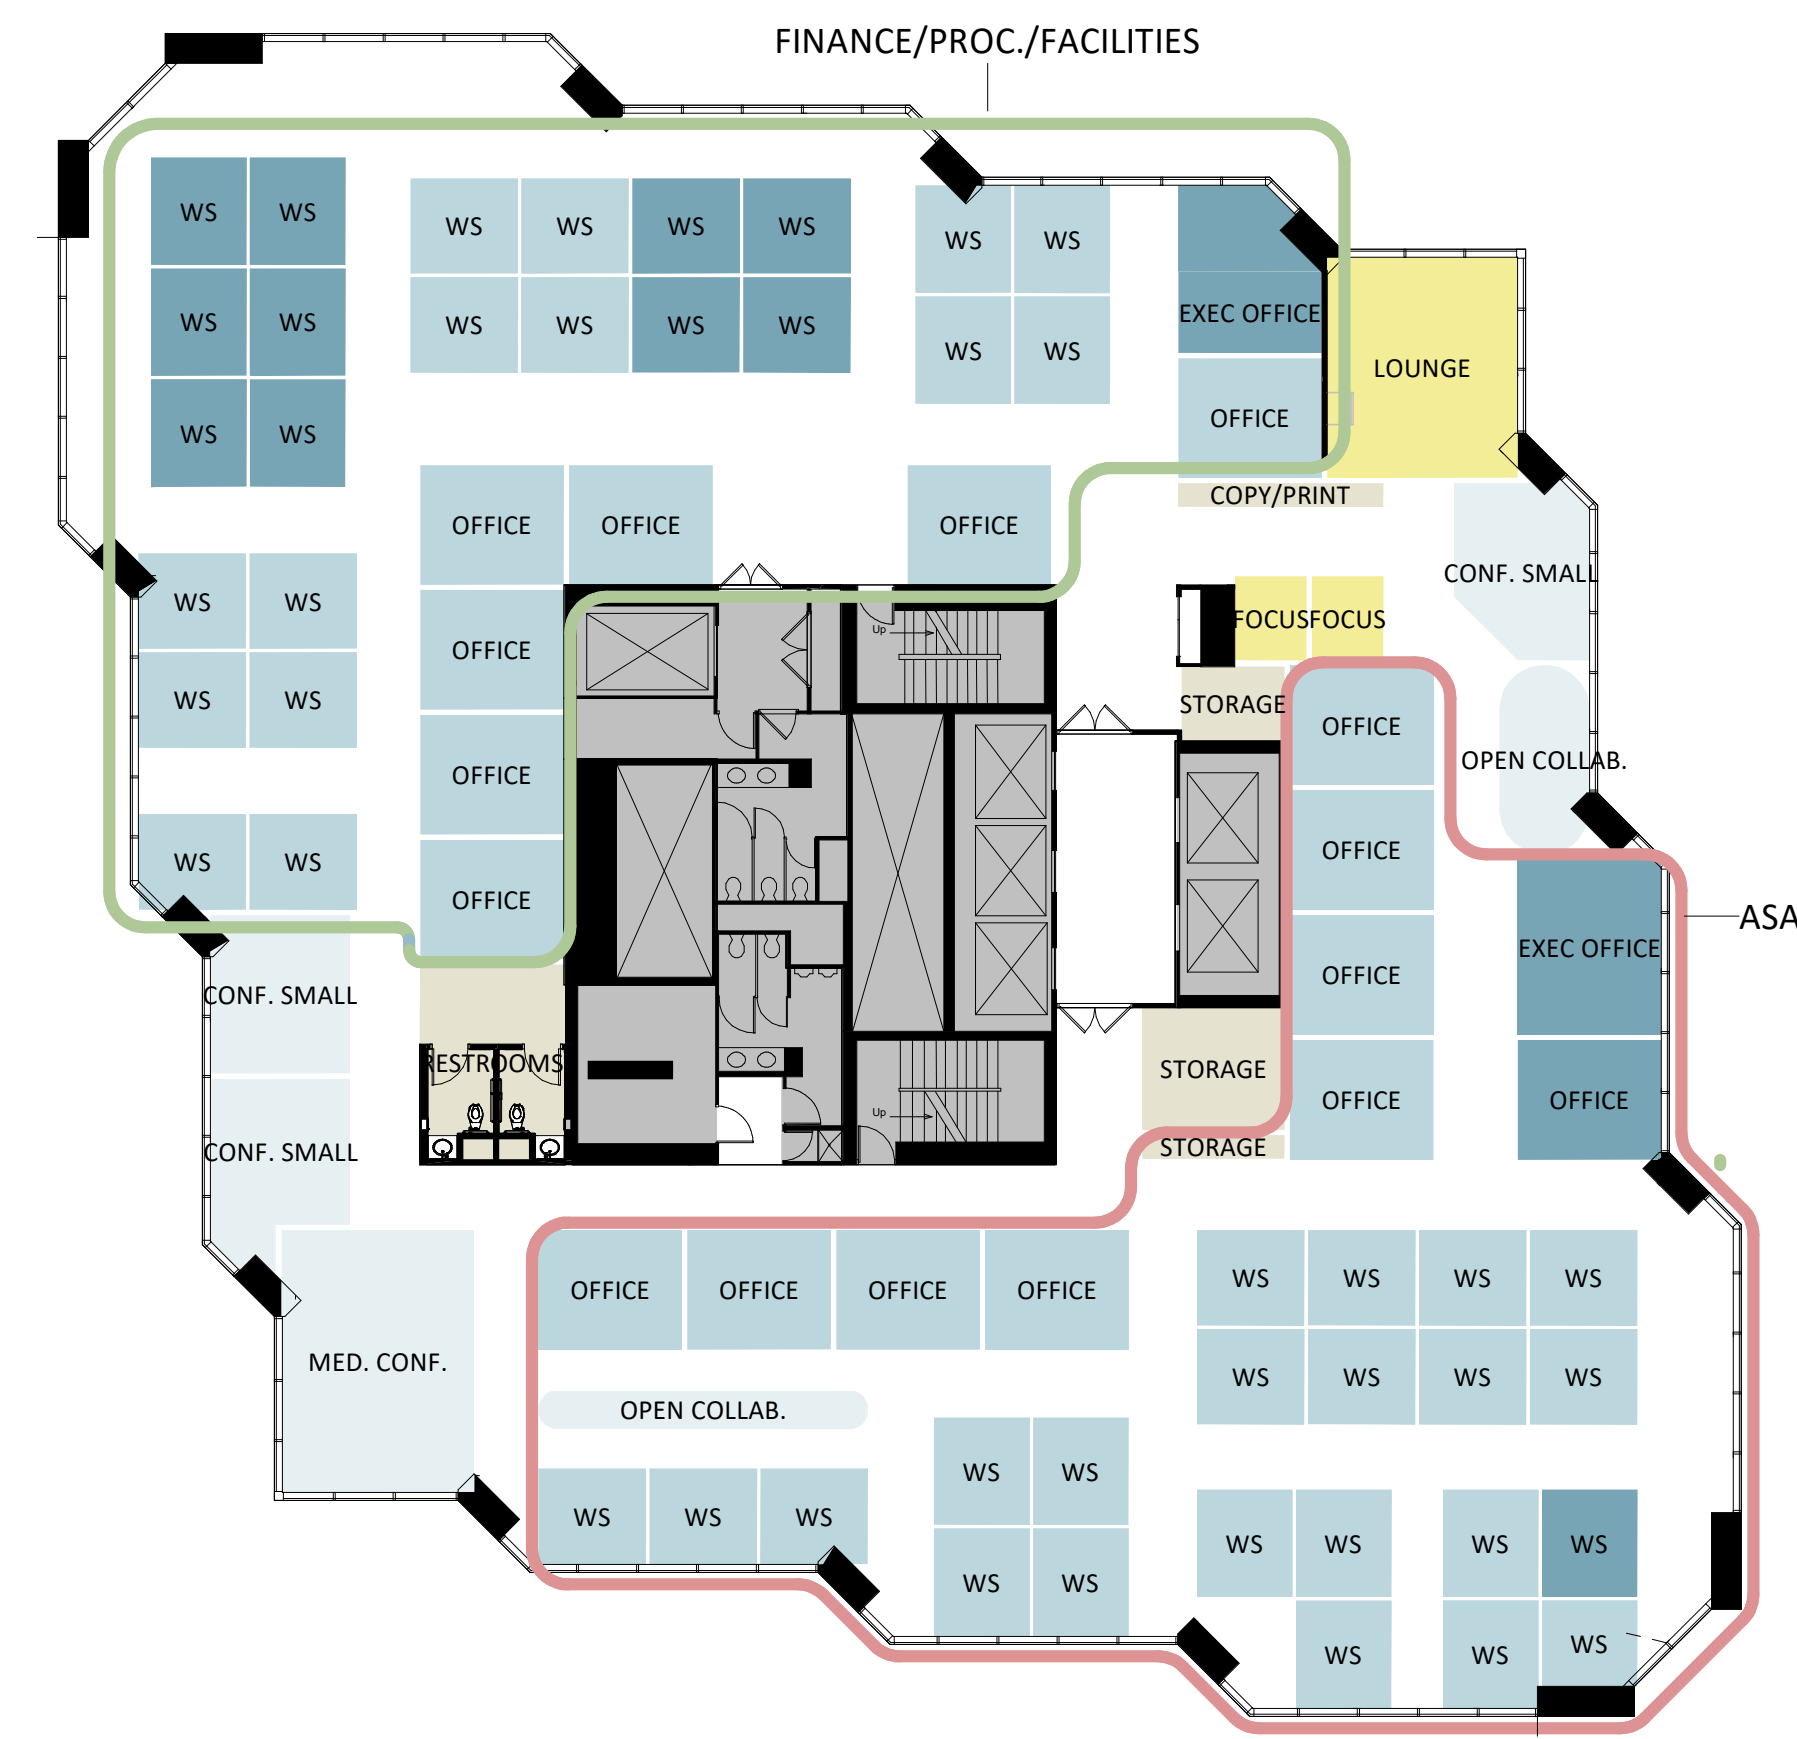 FINANCE/PROC./FACILITIES
WS WS
WS WS WS WS
WS WS
EXEC OFFICE
WS WS
WS WS WS WS
WS WS
LOUNGE
OFFICE
WS WS
COPY/PRINT
OFFICE OFFICE OFFICE
CONF. SMALL
WS WS
FOCUS FOCUS
Up
OFFICE
WS WS
STORAGE
OFFICE
OPEN COLLAB.
OFFICE
WS WS
OFFICE
OFFICE
ASA
EXEC OFFICE
CONF. SMALL
OFFICE
RESTROOMS
STORAGE
Up
OFFICE
OFFICE
CONF. SMALL
STORAGE
OFFICE OFFICE OFFICE OFFICE
WS WS WS WS
MED. CONF.
WS WS WS WS
OPEN COLLAB.
WS WS
WS WS WS
WS WS WS WS
WS WS
WS WS WS